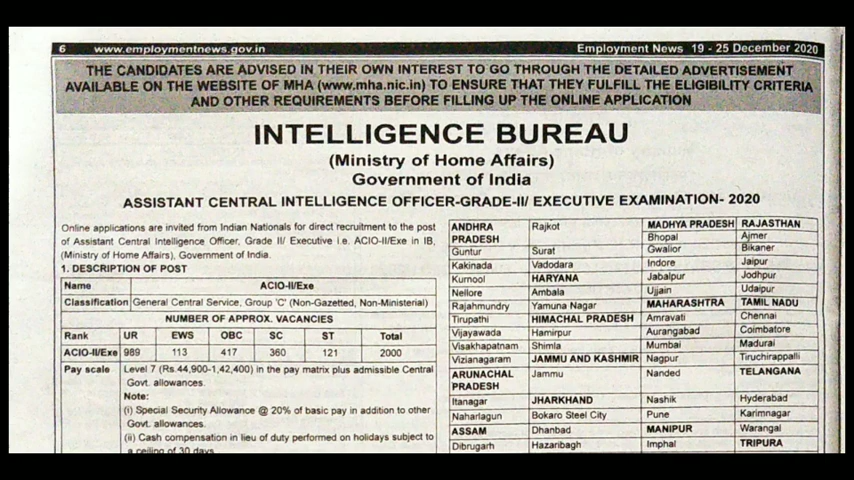 6 www.employmentnews.gov.in Employment News 19 - 25 December 2020
THE CANDIDATES ARE ADVISED IN THEIR OWN INTEREST TO GO THROUGH THE DETAILED ADVERTISEMENT
AVAILABLE ON THE WEBSITE OF MHA (www.mha.nic.in) TO ENSURE THAT THEY FULFILL THE ELIGIBILITY CRITERIA
AND OTHER REQUIREMENTS BEFORE FILLING UP THE ONLINE APPLICATION
INTELLIGENCE BUREAU
(Ministry of Home Affairs)
Government of India
ASSISTANT CENTRAL INTELLIGENCE OFFICER-GRADE-II/ EXECUTIVE EXAMINATION- 2020
Online applications are invited from Indian Nationals for direct recruitment to the post
of Assistant Central Intelligence Officer, Grade II/ Executive i.e. ACIO-II/Exe in IB,
(Ministry of Home Affairs), Government of India.
1. DESCRIPTION OF POST
Name ACIO-II/Exe
Classification General Central Service, Group 'C' (Non-Gazetted, Non-Ministerial)
NUMBER OF APPROX. VACANCIES
Rank UR EWS OBC SC ST Total
ACIO-II/Exe 989 113 417 360 121 2000
Pay scale Level 7 (Rs.44,900-1,42,400) in the pay matrix plus admissible Central
Govt. allowances.
Note:
(i) Special Security Allowance @ 20% of basic pay in addition to other
Govt. allowances.
(ii) Cash compensation in lieu of duty performed on holidays subject to
a ceiling of 30 days
ANDHRA
PRADESH
Guntur
Kakinada
Kurnool
Nellore
Rajahmundry
Tirupathi
Vijayawada
Visakhapatnam
Vizianagaram
ARUNACHAL
PRADESH
Itanagar
Naharlagun
ASSAM
Dibrugarh
Rajkot
Surat
Vadodara
HARYANA
Ambala
Yamuna Nagar
HIMACHAL PRADESH
Hamirpur
Shimla
JAMMU AND KASHMIR
Jammu
JHARKHAND
Bokaro Steel City
Dhanbad
Hazaribagh
MADHYA PRADESH
Bhopal
Gwalior
Indore
Jabalpur
Ujjain
MAHARASHTRA
Amravati
Aurangabad
Mumbai
Nagpur
Nanded
Nashik
Pune
MANIPUR
Imphal
RAJASTHAN
Ajmer
Bikaner
Jaipur
Jodhpur
Udaipur
TAMIL NADU
Chennai
Coimbatore
Madurai
Tiruchirappalli
TELANGANA
Hyderabad
Karimnagar
Warangal
TRIPURA